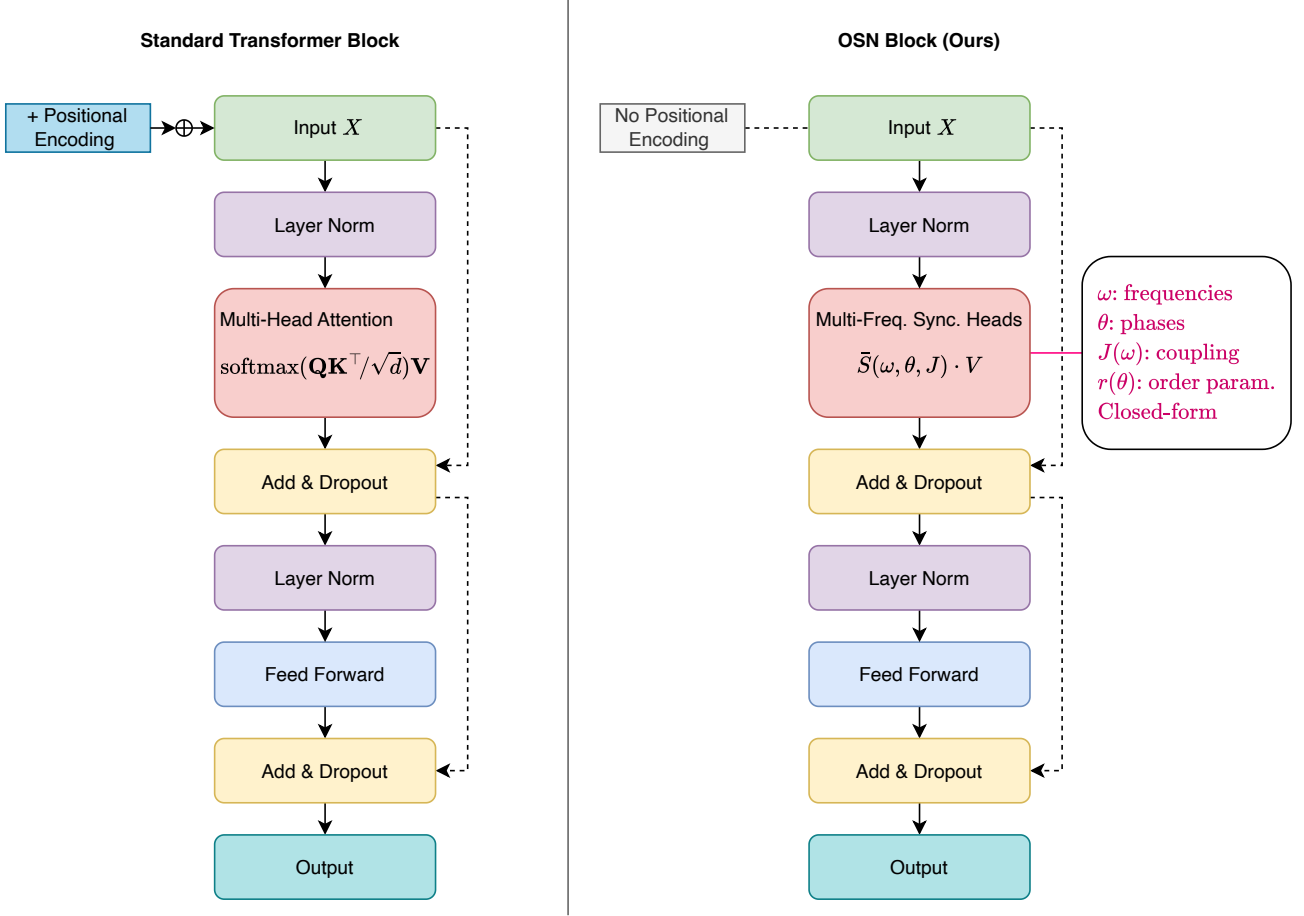 Standard Transformer Block
+ Positional
Encoding
Input X
Layer Norm
Multi-Head Attention
softmax(QK⊤/√d)V
Add & Dropout
Layer Norm
Feed Forward
Add & Dropout
Output
OSN Block (Ours)
No Positional
Encoding
Input X
Layer Norm
Multi-Freq. Sync. Heads
S̄(ω, θ, J) · V
ω: frequencies
θ: phases
J(ω): coupling
r(θ): order param.
Closed-form
Add & Dropout
Layer Norm
Feed Forward
Add & Dropout
Output